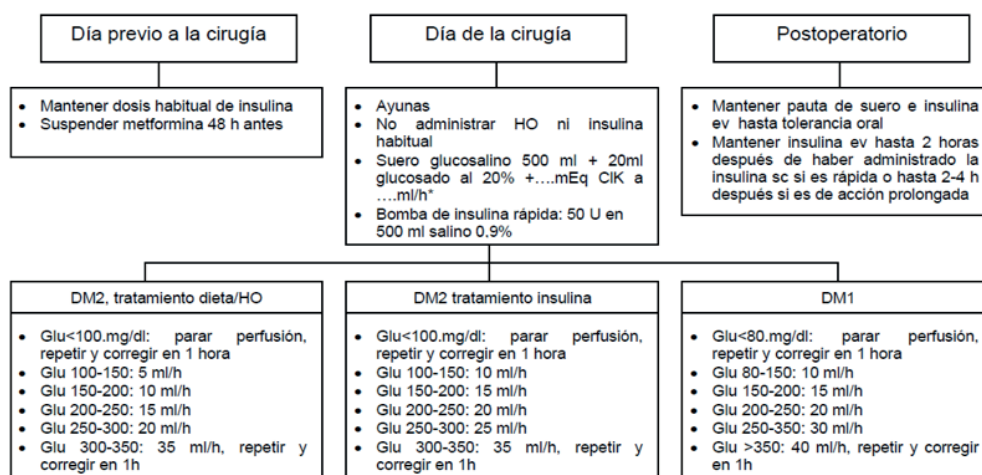 Día previo a la cirugía
• Mantener dosis habitual de insulina
• Suspender metformina 48 h antes
Día de la cirugía
• Ayunas
• No administrar HO ni insulina
habitual
• Suero glucosalino 500 ml + 20ml
glucosado al 20% +....mEq ClK a
....ml/h*
• Bomba de insulina rápida: 50 U en
500 ml salino 0.9%
Postoperatorio
• Mantener pauta de suero e insulina
ev hasta tolerancia oral
• Mantener insulina ev hasta 2 horas
después de haber administrado la
insulina sc si es rápida o hasta 2-4 h
después si es de acción prolongada
DM2, tratamiento dieta/HO
• Glu<100.mg/dl: parar perfusión,
repetir y corregir en 1 hora
• Glu 100-150: 5 ml/h
• Glu 150-200: 10 ml/h
• Glu 200-250: 15 ml/h
• Glu 250-300: 20 ml/h
• Glu 300-350: 35 ml/h, repetir y
corregir en 1h
DM2 tratamiento insulina
• Glu<100.mg/dl: parar perfusión,
repetir y corregir en 1 hora
• Glu 100-150: 10 ml/h
• Glu 150-200: 15 ml/h
• Glu 200-250: 20 ml/h
• Glu 250-300: 25 ml/h
• Glu 300-350: 35 ml/h, repetir y
corregir en 1h
DM1
• Glu<80.mg/dl: parar perfusión,
repetir y corregir en 1 hora
• Glu 80-150: 10 ml/h
• Glu 150-200: 15 ml/h
• Glu 200-250: 20 ml/h
• Glu 250-350: 30 ml/h
• Glu >350: 40 ml/h, repetir y corregir
en 1h